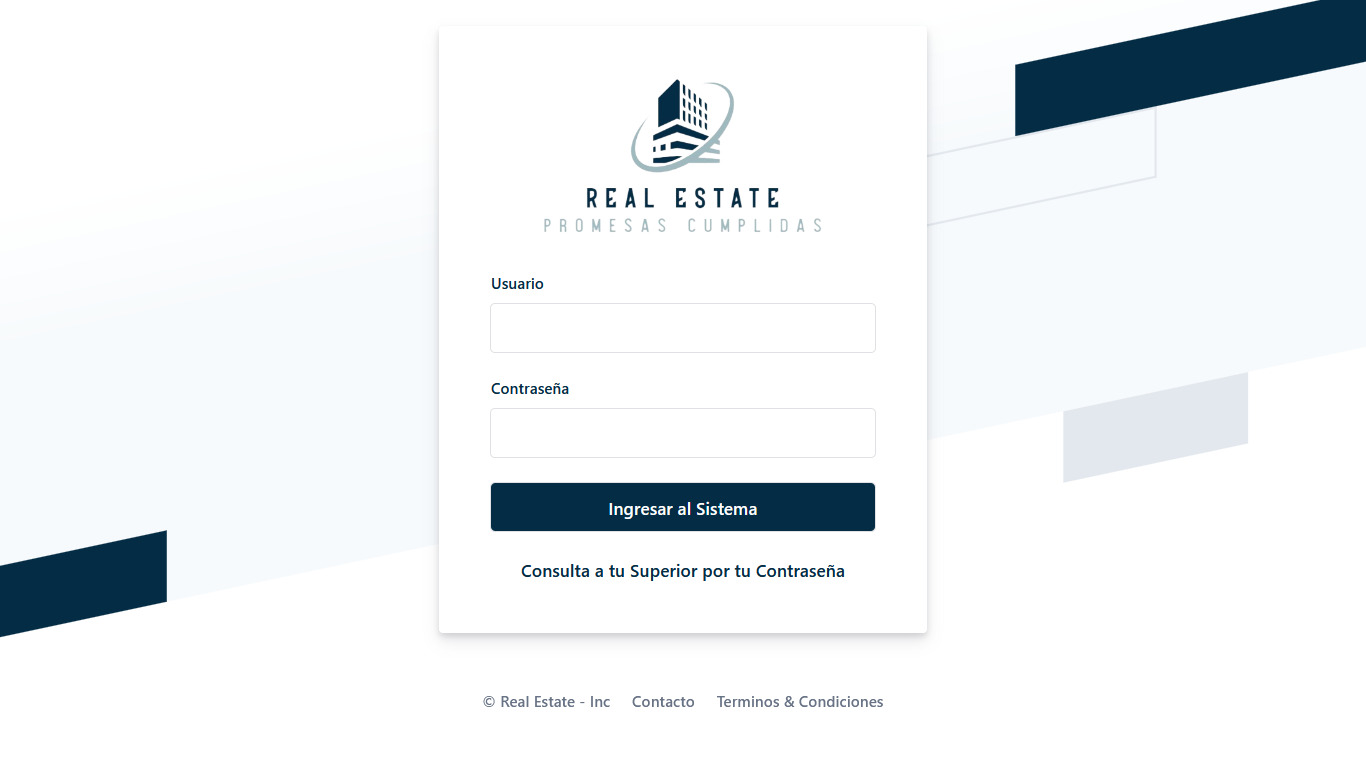 REAL ESTATE
PROMESAS CUMPLIDAS
Usuario
Contraseña
Ingresar al Sistema
Consulta a tu Superior por tu Contraseña
© Real Estate - Inc Contacto Terminos & Condiciones